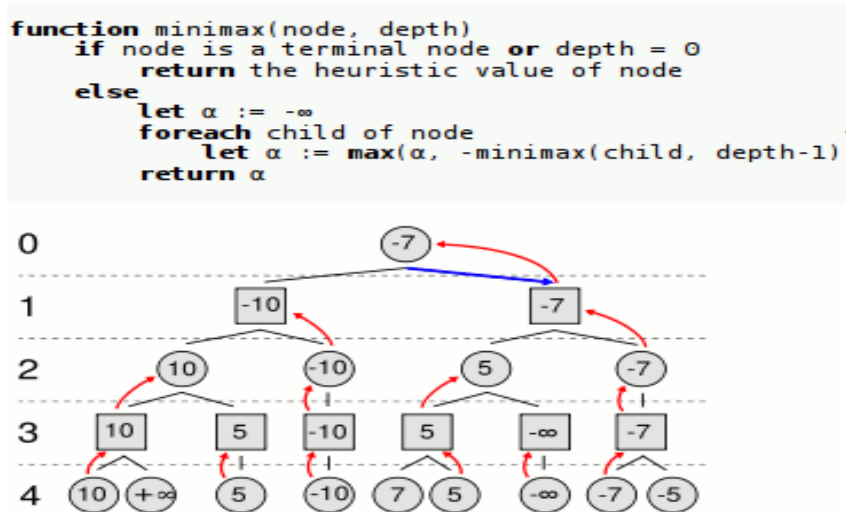 function minimax(node, depth)
if node is a terminal node or depth = 0
return the heuristic value of node
else
let α := -∞
foreach child of node
let α := max(α, -minimax(child, depth-1)
return α
0 -7
1 -10 -7
2 10 -10 5 -7
3 10 5 -10 5 -∞ -7
4 10 +∞ 5 -10 7 5 -∞ -7 -5